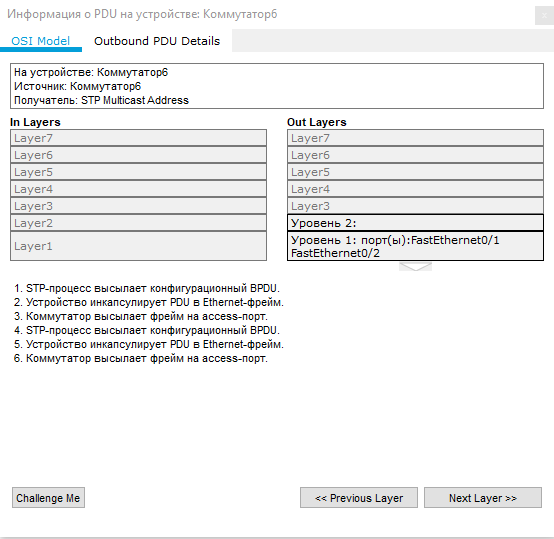 Информация о PDU на устройстве: Коммутатор6
x
OSI Model Outbound PDU Details
На устройстве: Коммутатор6
Источник: Коммутатор6
Получатель: STP Multicast Address
In Layers
Layer7
Layer6
Layer5
Layer4
Layer3
Layer2
Layer1
Out Layers
Layer7
Layer6
Layer5
Layer4
Layer3
Уровень 2:
Уровень 1: порт(ы):FastEthernet0/1
FastEthernet0/2
1. STP-процесс высылает конфигурационный BPDU.
2. Устройство инкапсулирует PDU в Ethernet-фрейм.
3. Коммутатор высылает фрейм на access-порт.
4. STP-процесс высылает конфигурационный BPDU.
5. Устройство инкапсулирует PDU в Ethernet-фрейм.
6. Коммутатор высылает фрейм на access-порт.
Challenge Me << Previous Layer Next Layer >>